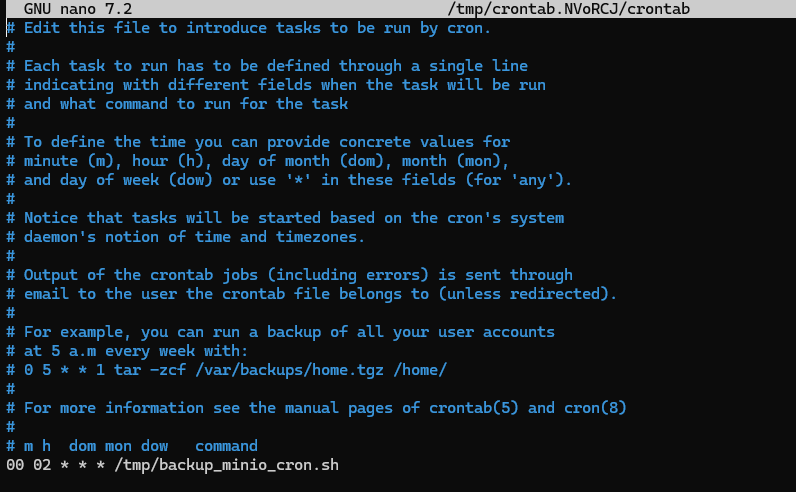 GNU nano 7.2 /tmp/crontab.NVoRCJ/crontab
# Edit this file to introduce tasks to be run by cron.
#
# Each task to run has to be defined through a single line
# indicating with different fields when the task will be run
# and what command to run for the task
#
# To define the time you can provide concrete values for
# minute (m), hour (h), day of month (dom), month (mon),
# and day of week (dow) or use '*' in these fields (for 'any').
#
# Notice that tasks will be started based on the cron's system
# daemon's notion of time and timezones.
#
# Output of the crontab jobs (including errors) is sent through
# email to the user the crontab file belongs to (unless redirected).
#
# For example, you can run a backup of all your user accounts
# at 5 a.m every week with:
# 0 5 * * 1 tar -zcf /var/backups/home.tgz /home/
#
# For more information see the manual pages of crontab(5) and cron(8)
#
# m h  dom mon dow   command
00 02 * * * /tmp/backup_minio_cron.sh